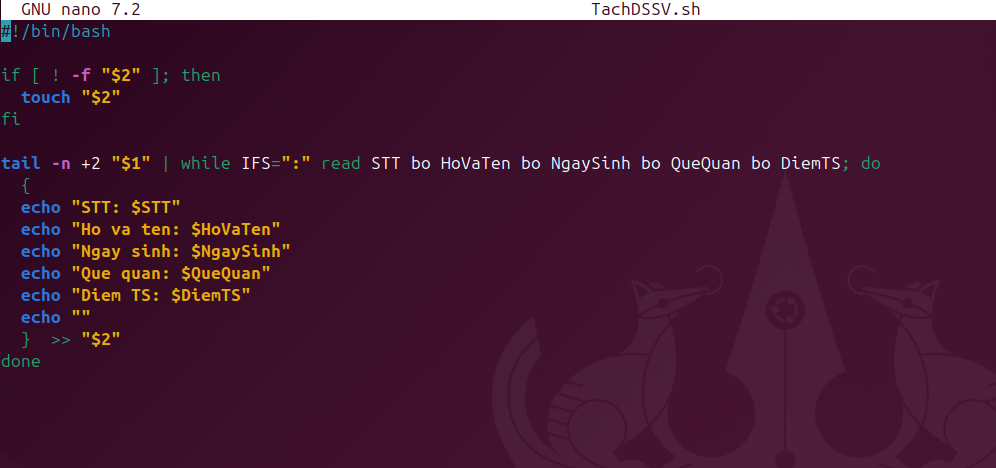 GNU nano 7.2 TachDSSV.sh
#!/bin/bash
if [ ! -f "$2" ]; then
  touch "$2"
fi
tail -n +2 "$1" | while IFS=":" read STT bo HoVaTen bo NgaySinh bo QueQuan bo DiemTS; do
  {
  echo "STT: $STT"
  echo "Ho va ten: $HoVaTen"
  echo "Ngay sinh: $NgaySinh"
  echo "Que quan: $QueQuan"
  echo "Diem TS: $DiemTS"
  echo ""
  }  >> "$2"
done